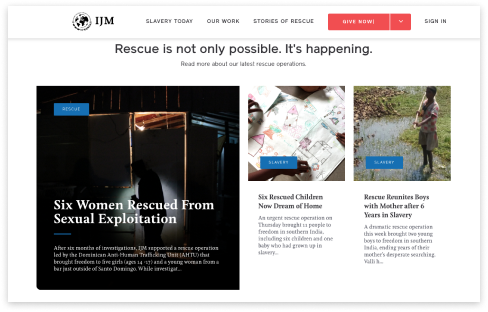 IJM SLAVERY TODAY OUR WORK STORIES OF RESCUE GIVE NOW! SIGN IN
Rescue is not only possible. It's happening.
Read more about our latest rescue operations.
RESCUE
Six Women Rescued From
Sexual Exploitation
After six months of investigations, IJM supported a rescue operation
led by the Dominican Anti-Human Trafficking Unit (AHTU) that
brought freedom to five girls (ages 14 -17) and a young woman from a
bar just outside of Santo Domingo. While investigat...
SLAVERY
Six Rescued Children
Now Dream of Home
An urgent rescue operation on
Thursday brought 11 people to
freedom in southern India,
including six children and one
baby who had grown up in
slavery...
SLAVERY
Rescue Reunites Boys
with Mother after 6
Years in Slavery
A dramatic rescue operation
this week brought two young
boys to freedom in southern
India, ending years of their
mother's desperate searching.
Valli b...